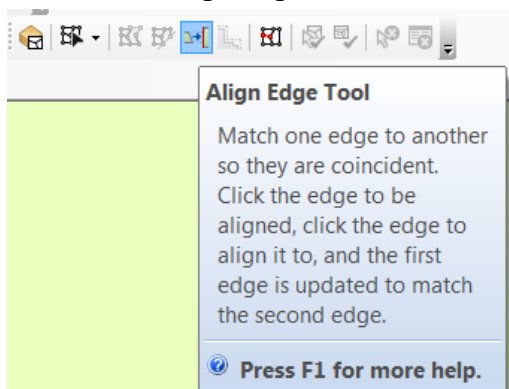 Align Edge Tool
Match one edge to another
so they are coincident.
Click the edge to be
aligned, click the edge to
align it to, and the first
edge is updated to match
the second edge.
Press F1 for more help.